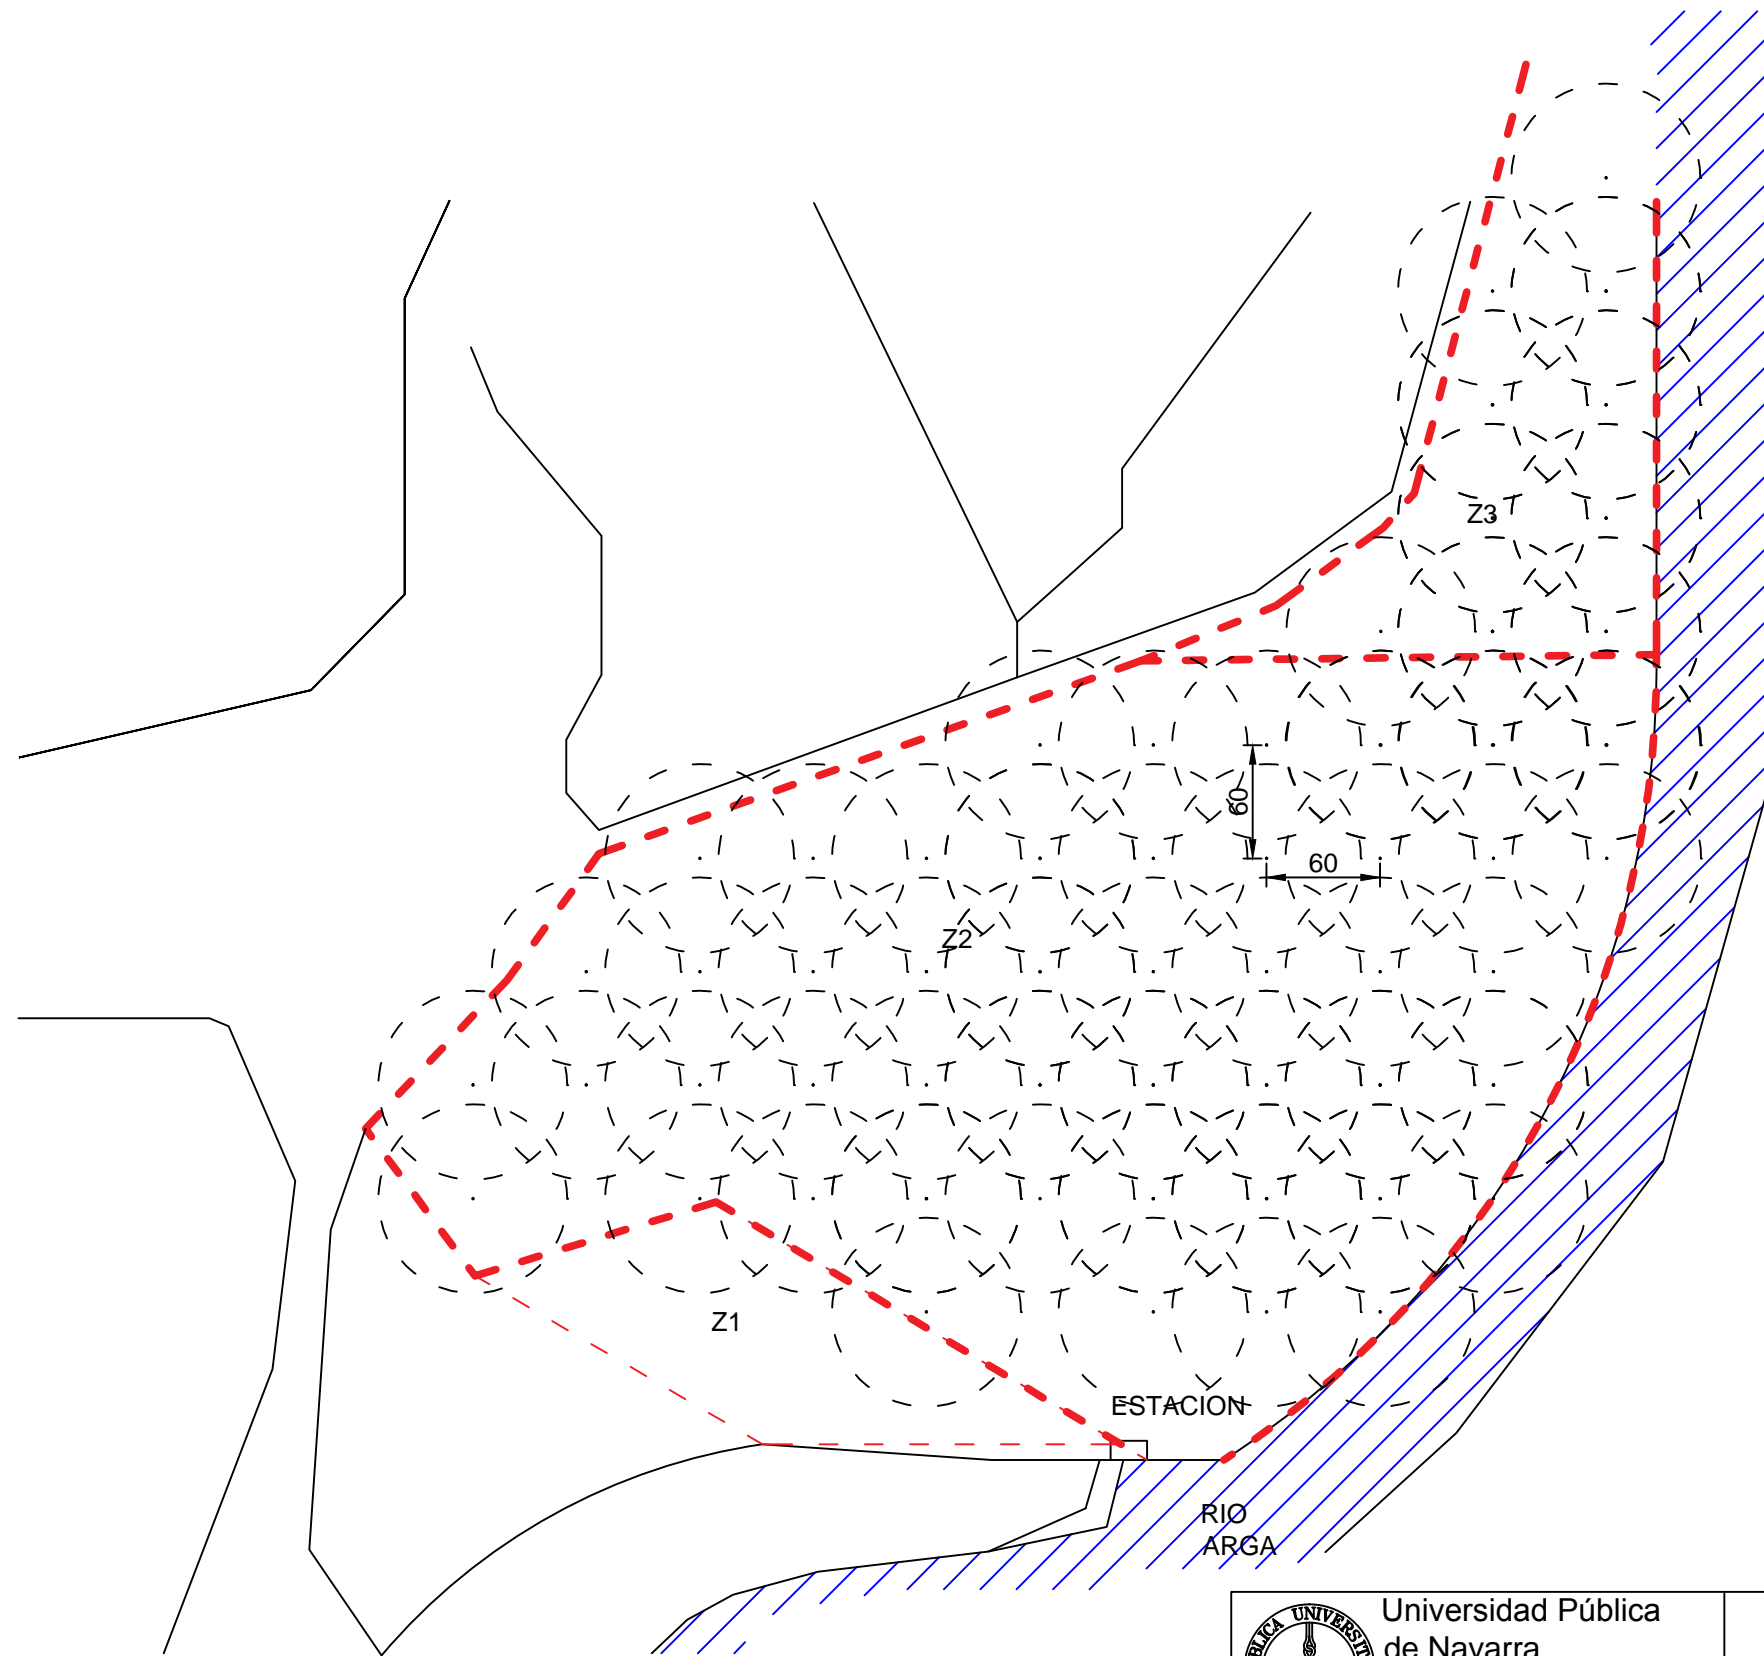 Z3
60
60
Z2
Z1
ESTACION
RIO
ARGA
Universidad Pública
de Navarra